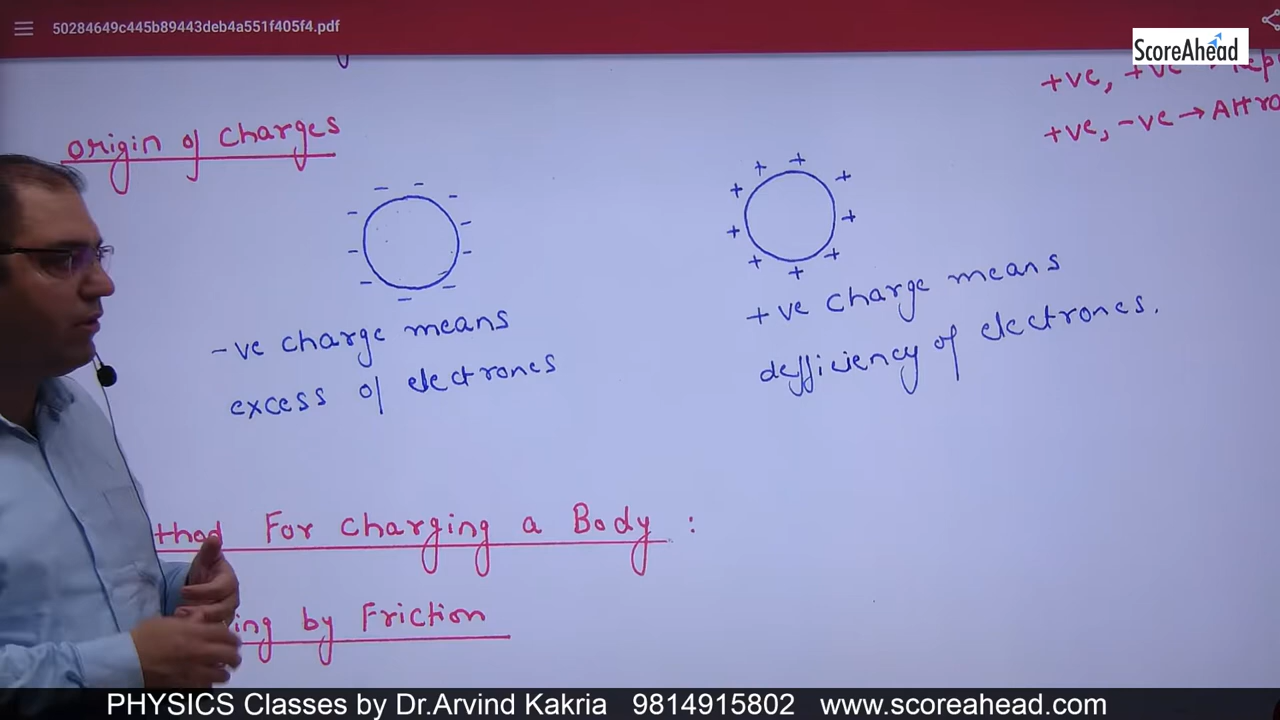 50284649c445b89443deb4a551f405f4.pdf
ScoreAhead
+ve, +ve
+ve, -ve → Attra
origin of charges
-ve charge means
excess of electrones
+ve charge means
defficiency of electrones.
thod For charging a Body :
ing by Friction
PHYSICS Classes by Dr.Arvind Kakria 9814915802 www.scoreahead.com